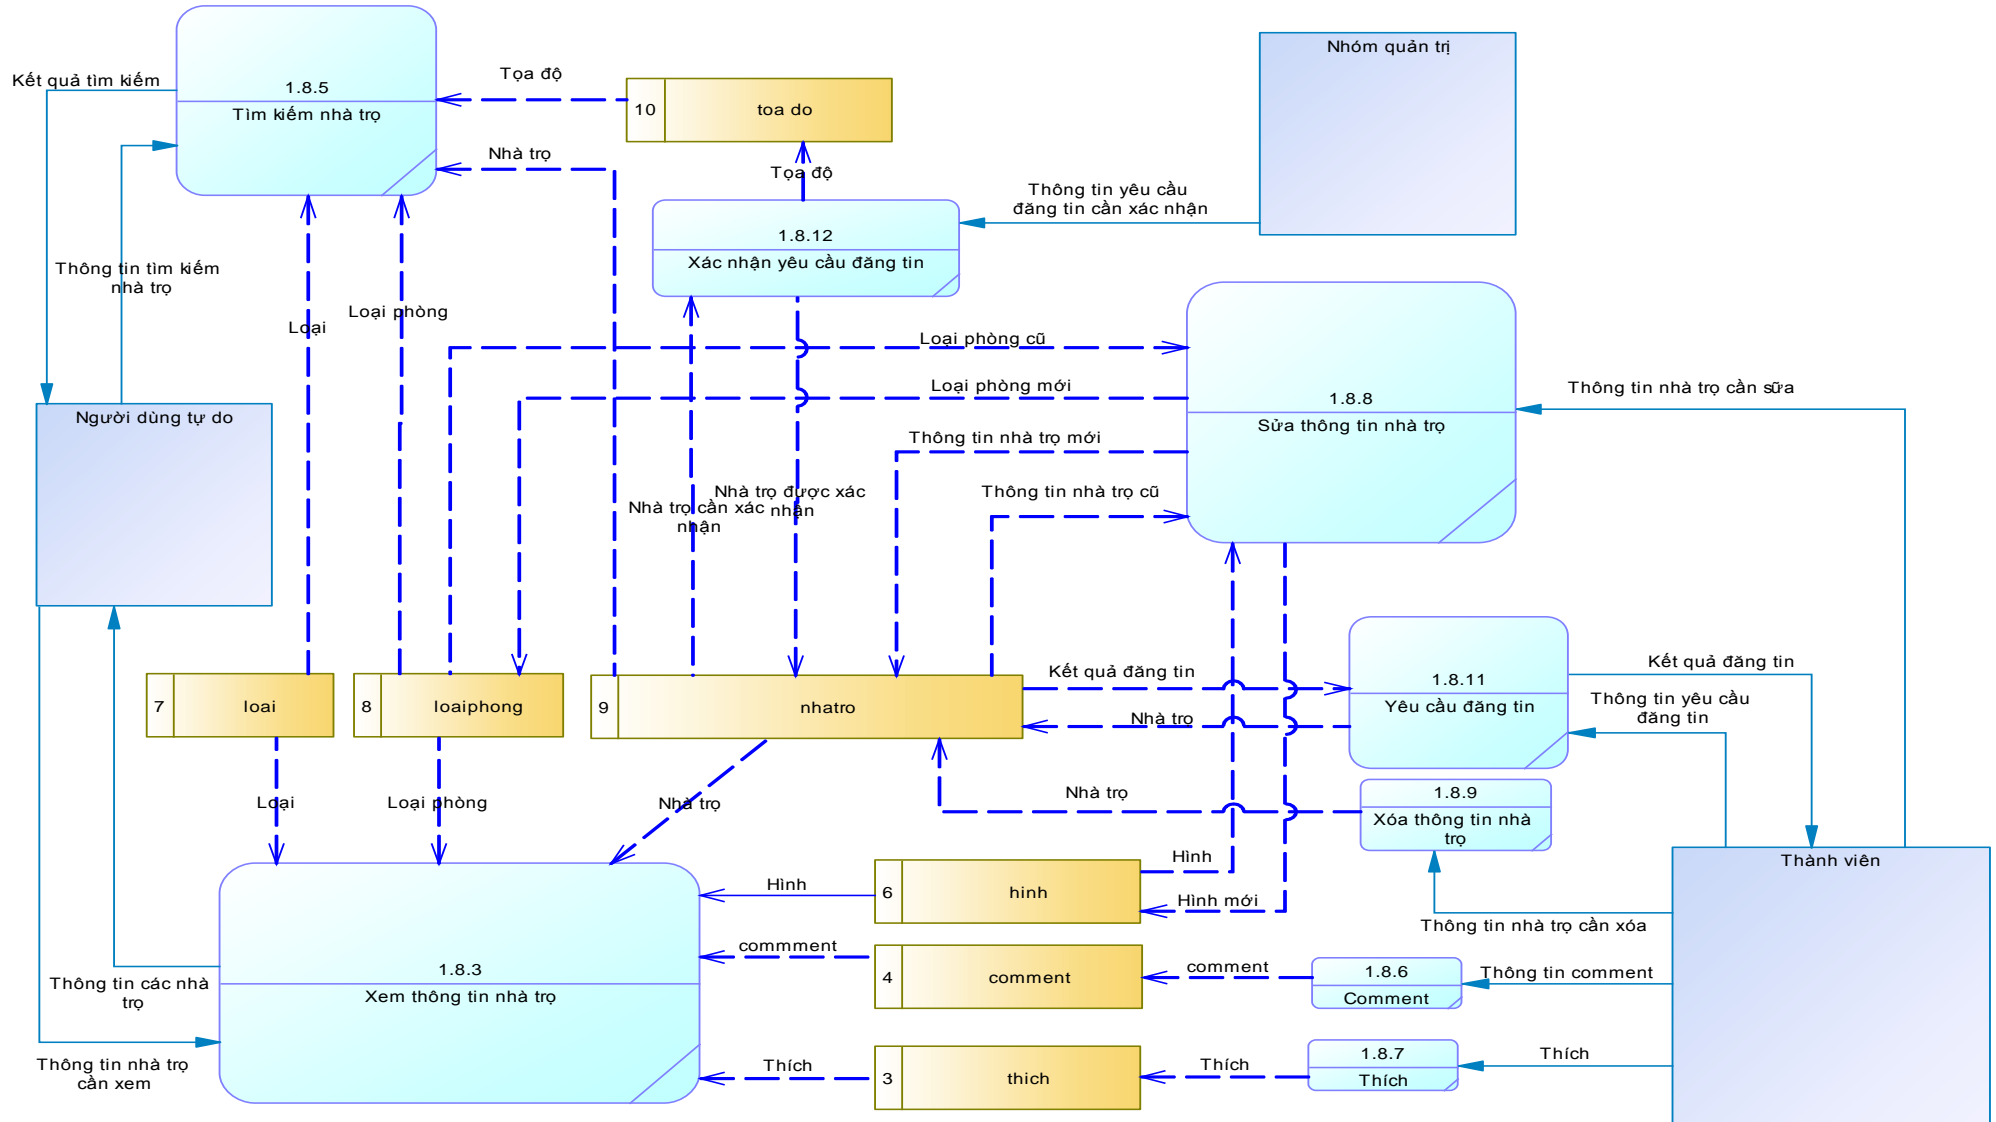 Nhóm quản trị
Tọa độ
Kết quả tìm kiếm
1.8.5
Tìm kiếm nhà trọ
10
toa do
Nhà trọ
Tọa độ
Thông tin yêu cầu
đăng tin cần xác nhận
1.8.12
Xác nhận yêu cầu đăng tin
Thông tin tìm kiếm
nhà trọ
Loại phòng
Loại
Loại phòng cũ
Loại phòng mới
Thông tin nhà trọ cần sữa
1.8.8
Sửa thông tin nhà trọ
Người dùng tự do
Thông tin nhà trọ mới
Thông tin nhà trọ cũ
Nhà trọ được xác
nhận
Nhà trọ cần xác
nhận
Kết quả đăng tin
Kết quả đăng tin
1.8.11
Yêu cầu đăng tin
Thông tin yêu cầu
đăng tin
7
loai
8
loaiphong
9
nhatro
Nhà tro
Nhà trọ
1.8.9
Xóa thông tin nhà
trọ
Loại
Loại phòng
Nhà trọ
Thành viên
Hình
Hình
6
hinh
Hình mới
Thông tin nhà trọ cần xóa
commment
4
comment
comment
1.8.6
Comment
Thông tin comment
1.8.3
Xem thông tin nhà trọ
Thông tin các nhà
trọ
Thông tin nhà trọ
cần xem
Thích
3
thich
Thích
1.8.7
Thích
Thích